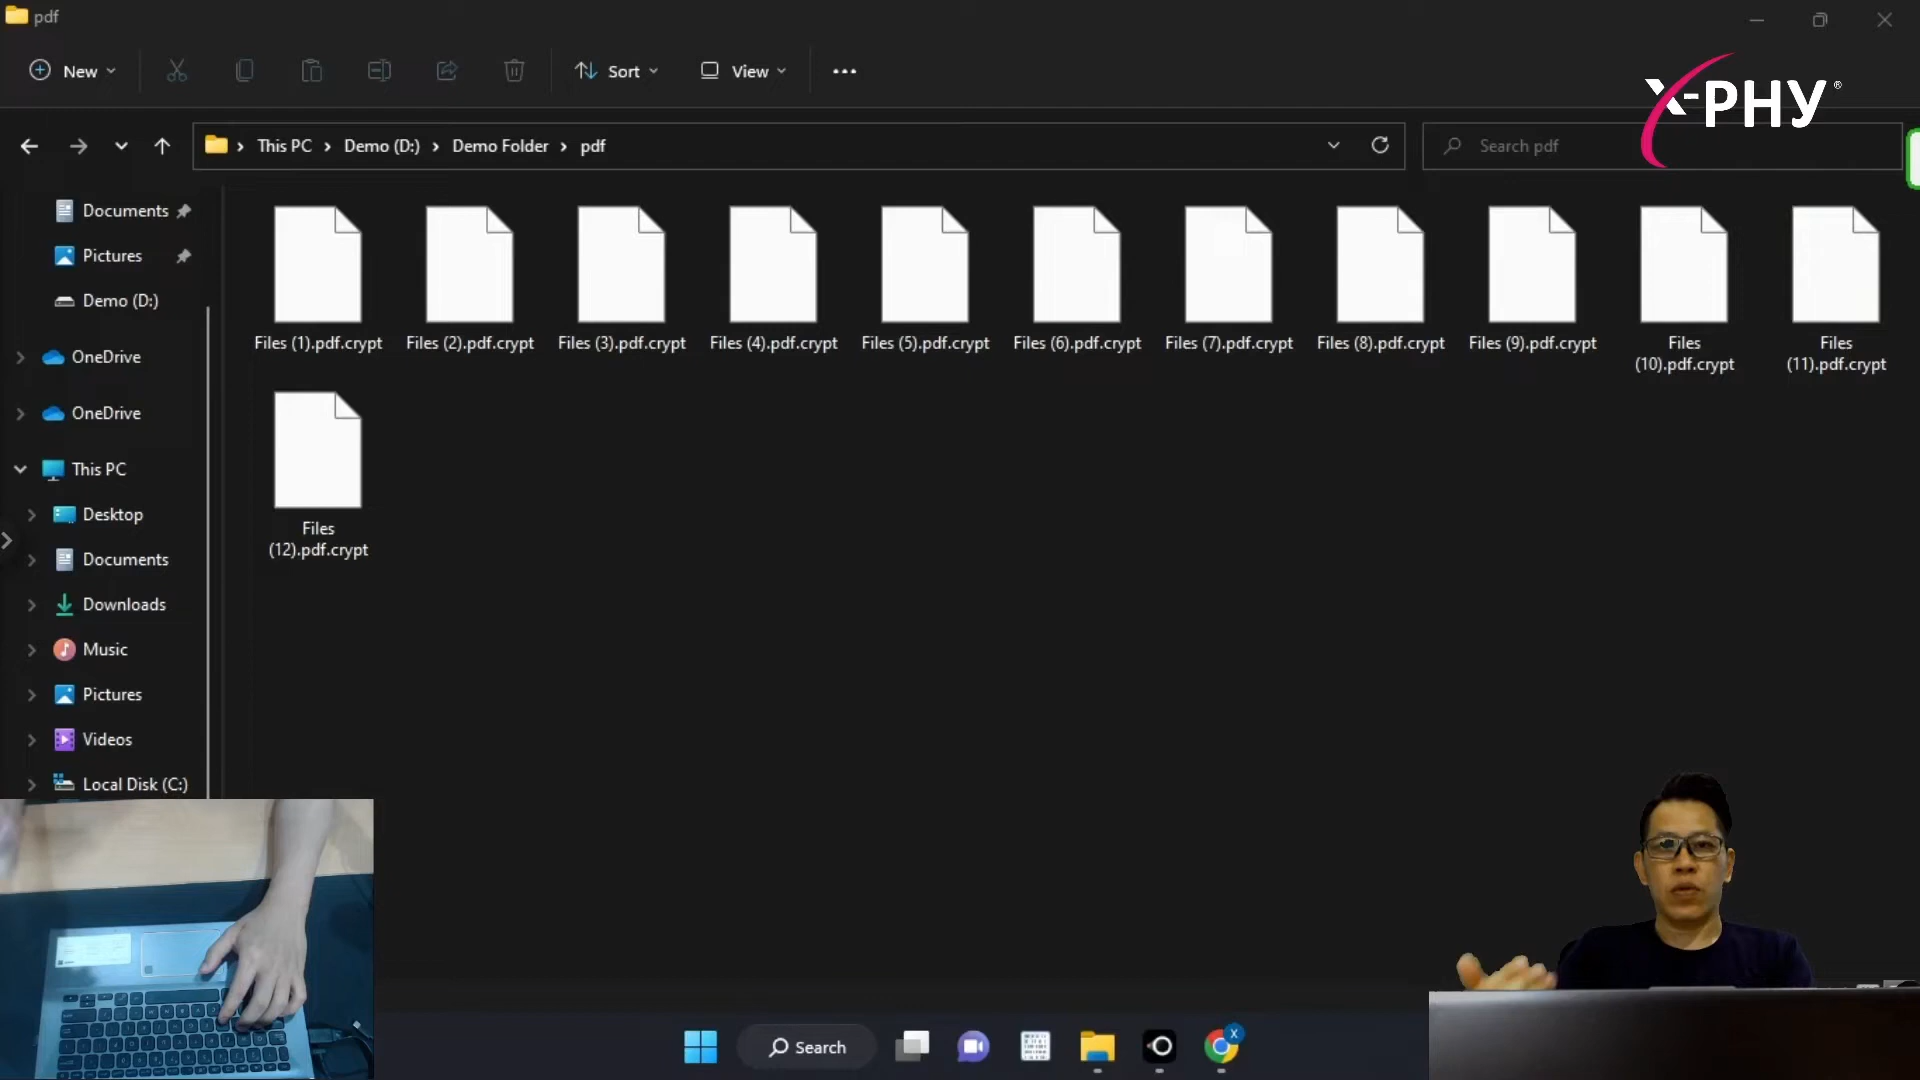 pdf
New
Sort
View
X-PHY®
This PC
Demo (D:)
Demo Folder
pdf
Search pdf
Documents
Pictures
Demo (D:)
OneDrive
OneDrive
This PC
Desktop
Documents
Downloads
Music
Pictures
Videos
Local Disk (C:)
Files (1).pdf.crypt
Files (2).pdf.crypt
Files (3).pdf.crypt
Files (4).pdf.crypt
Files (5).pdf.crypt
Files (6).pdf.crypt
Files (7).pdf.crypt
Files (8).pdf.crypt
Files (9).pdf.crypt
Files
(10).pdf.crypt
Files
(11).pdf.crypt
Files
(12).pdf.crypt
Search
X